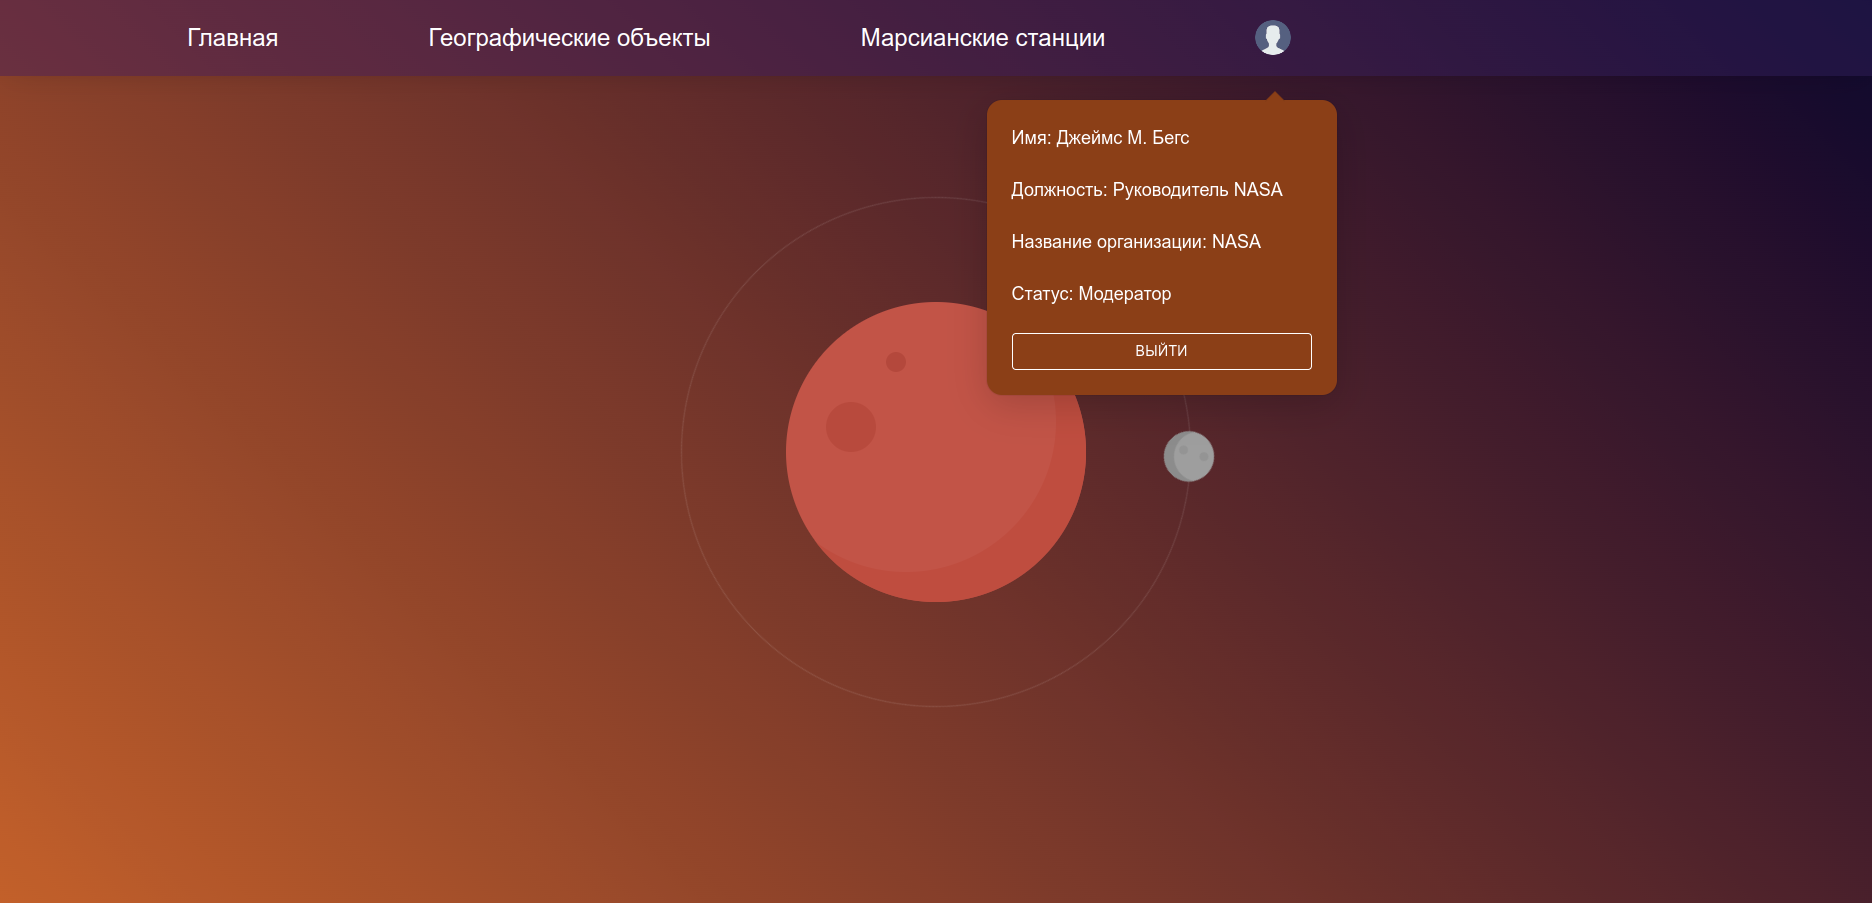 Главная
Географические объекты
Марсианские станции
Имя: Джеймс М. Бегс
Должность: Руководитель NASA
Название организации: NASA
Статус: Модератор
ВЫЙТИ